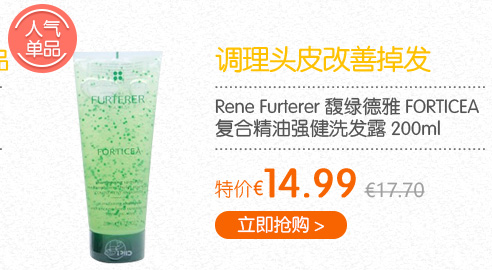 人气
单品
品
调理头皮改善掉发
Rene Furterer 馥绿德雅 FORTICEA
复合精油强健洗发露 200ml
特价€14.99 €17.70
立即抢购 >
FURTERER
FORTICEA